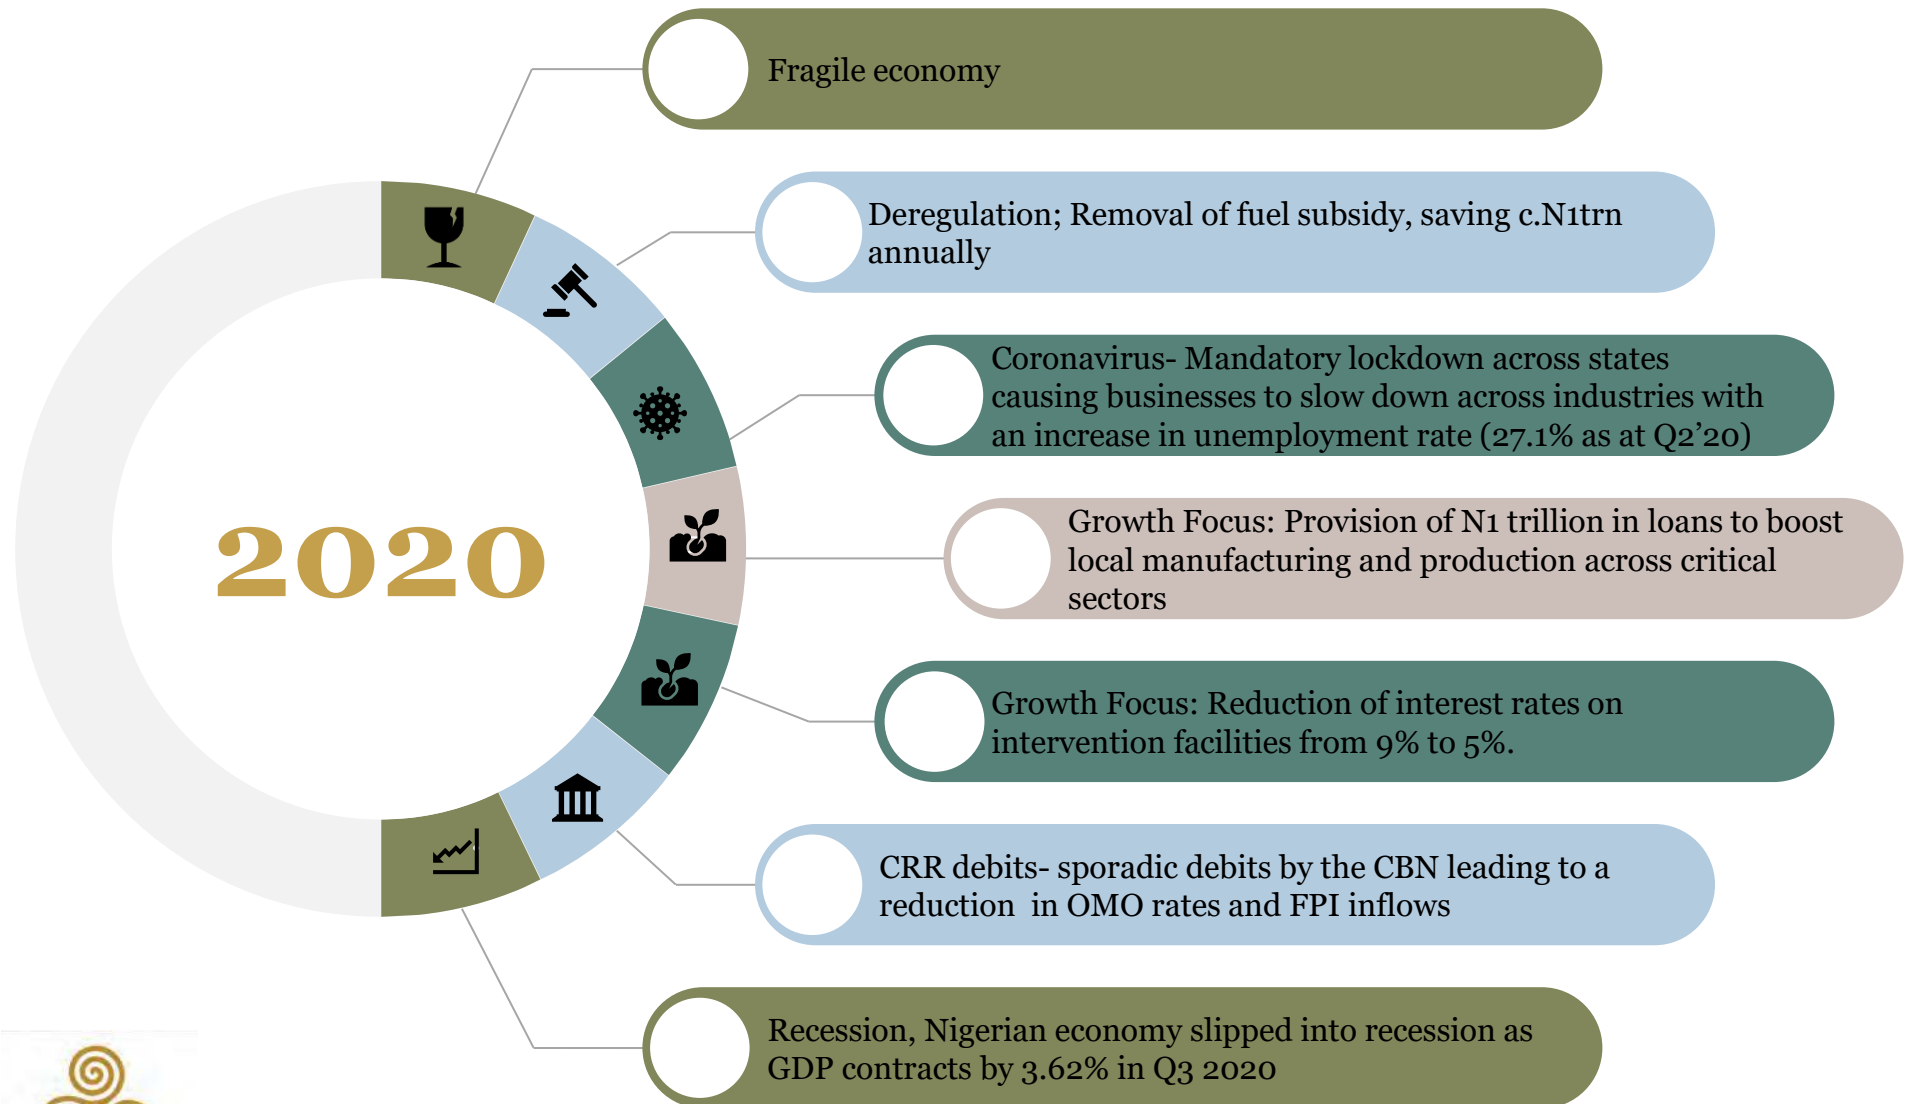 Fragile economy
Deregulation; Removal of fuel subsidy, saving c.N1trn
annually
Coronavirus- Mandatory lockdown across states
causing businesses to slow down across industries with
an increase in unemployment rate (27.1% as at Q2’20)
2020
Growth Focus: Provision of N1 trillion in loans to boost
local manufacturing and production across critical
sectors
Growth Focus: Reduction of interest rates on
intervention facilities from 9% to 5%.
CRR debits- sporadic debits by the CBN leading to a
reduction  in OMO rates and FPI inflows
Recession, Nigerian economy slipped into recession as
GDP contracts by 3.62% in Q3 2020